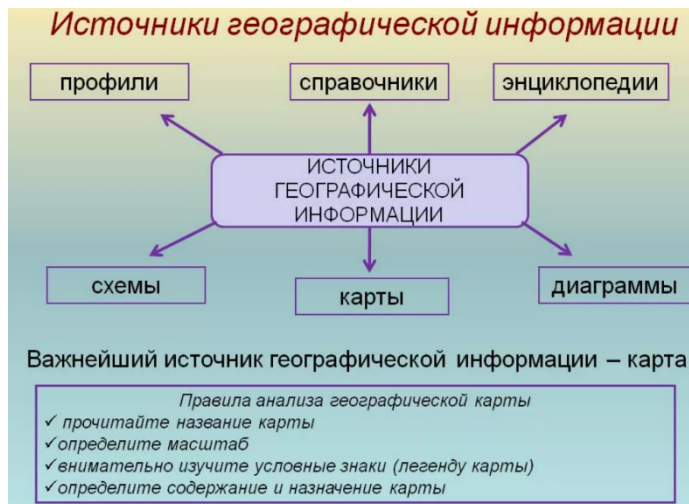 Источники географической информации
профили
справочники
энциклопедии
ИСТОЧНИКИ
ГЕОГРАФИЧЕСКОЙ
ИНФОРМАЦИИ
схемы
карты
диаграммы
Важнейший источник географической информации – карта
Правила анализа географической карты
✓ прочитайте название карты
✓ определите масштаб
✓ внимательно изучите условные знаки (легенду карты)
✓ определите содержание и назначение карты